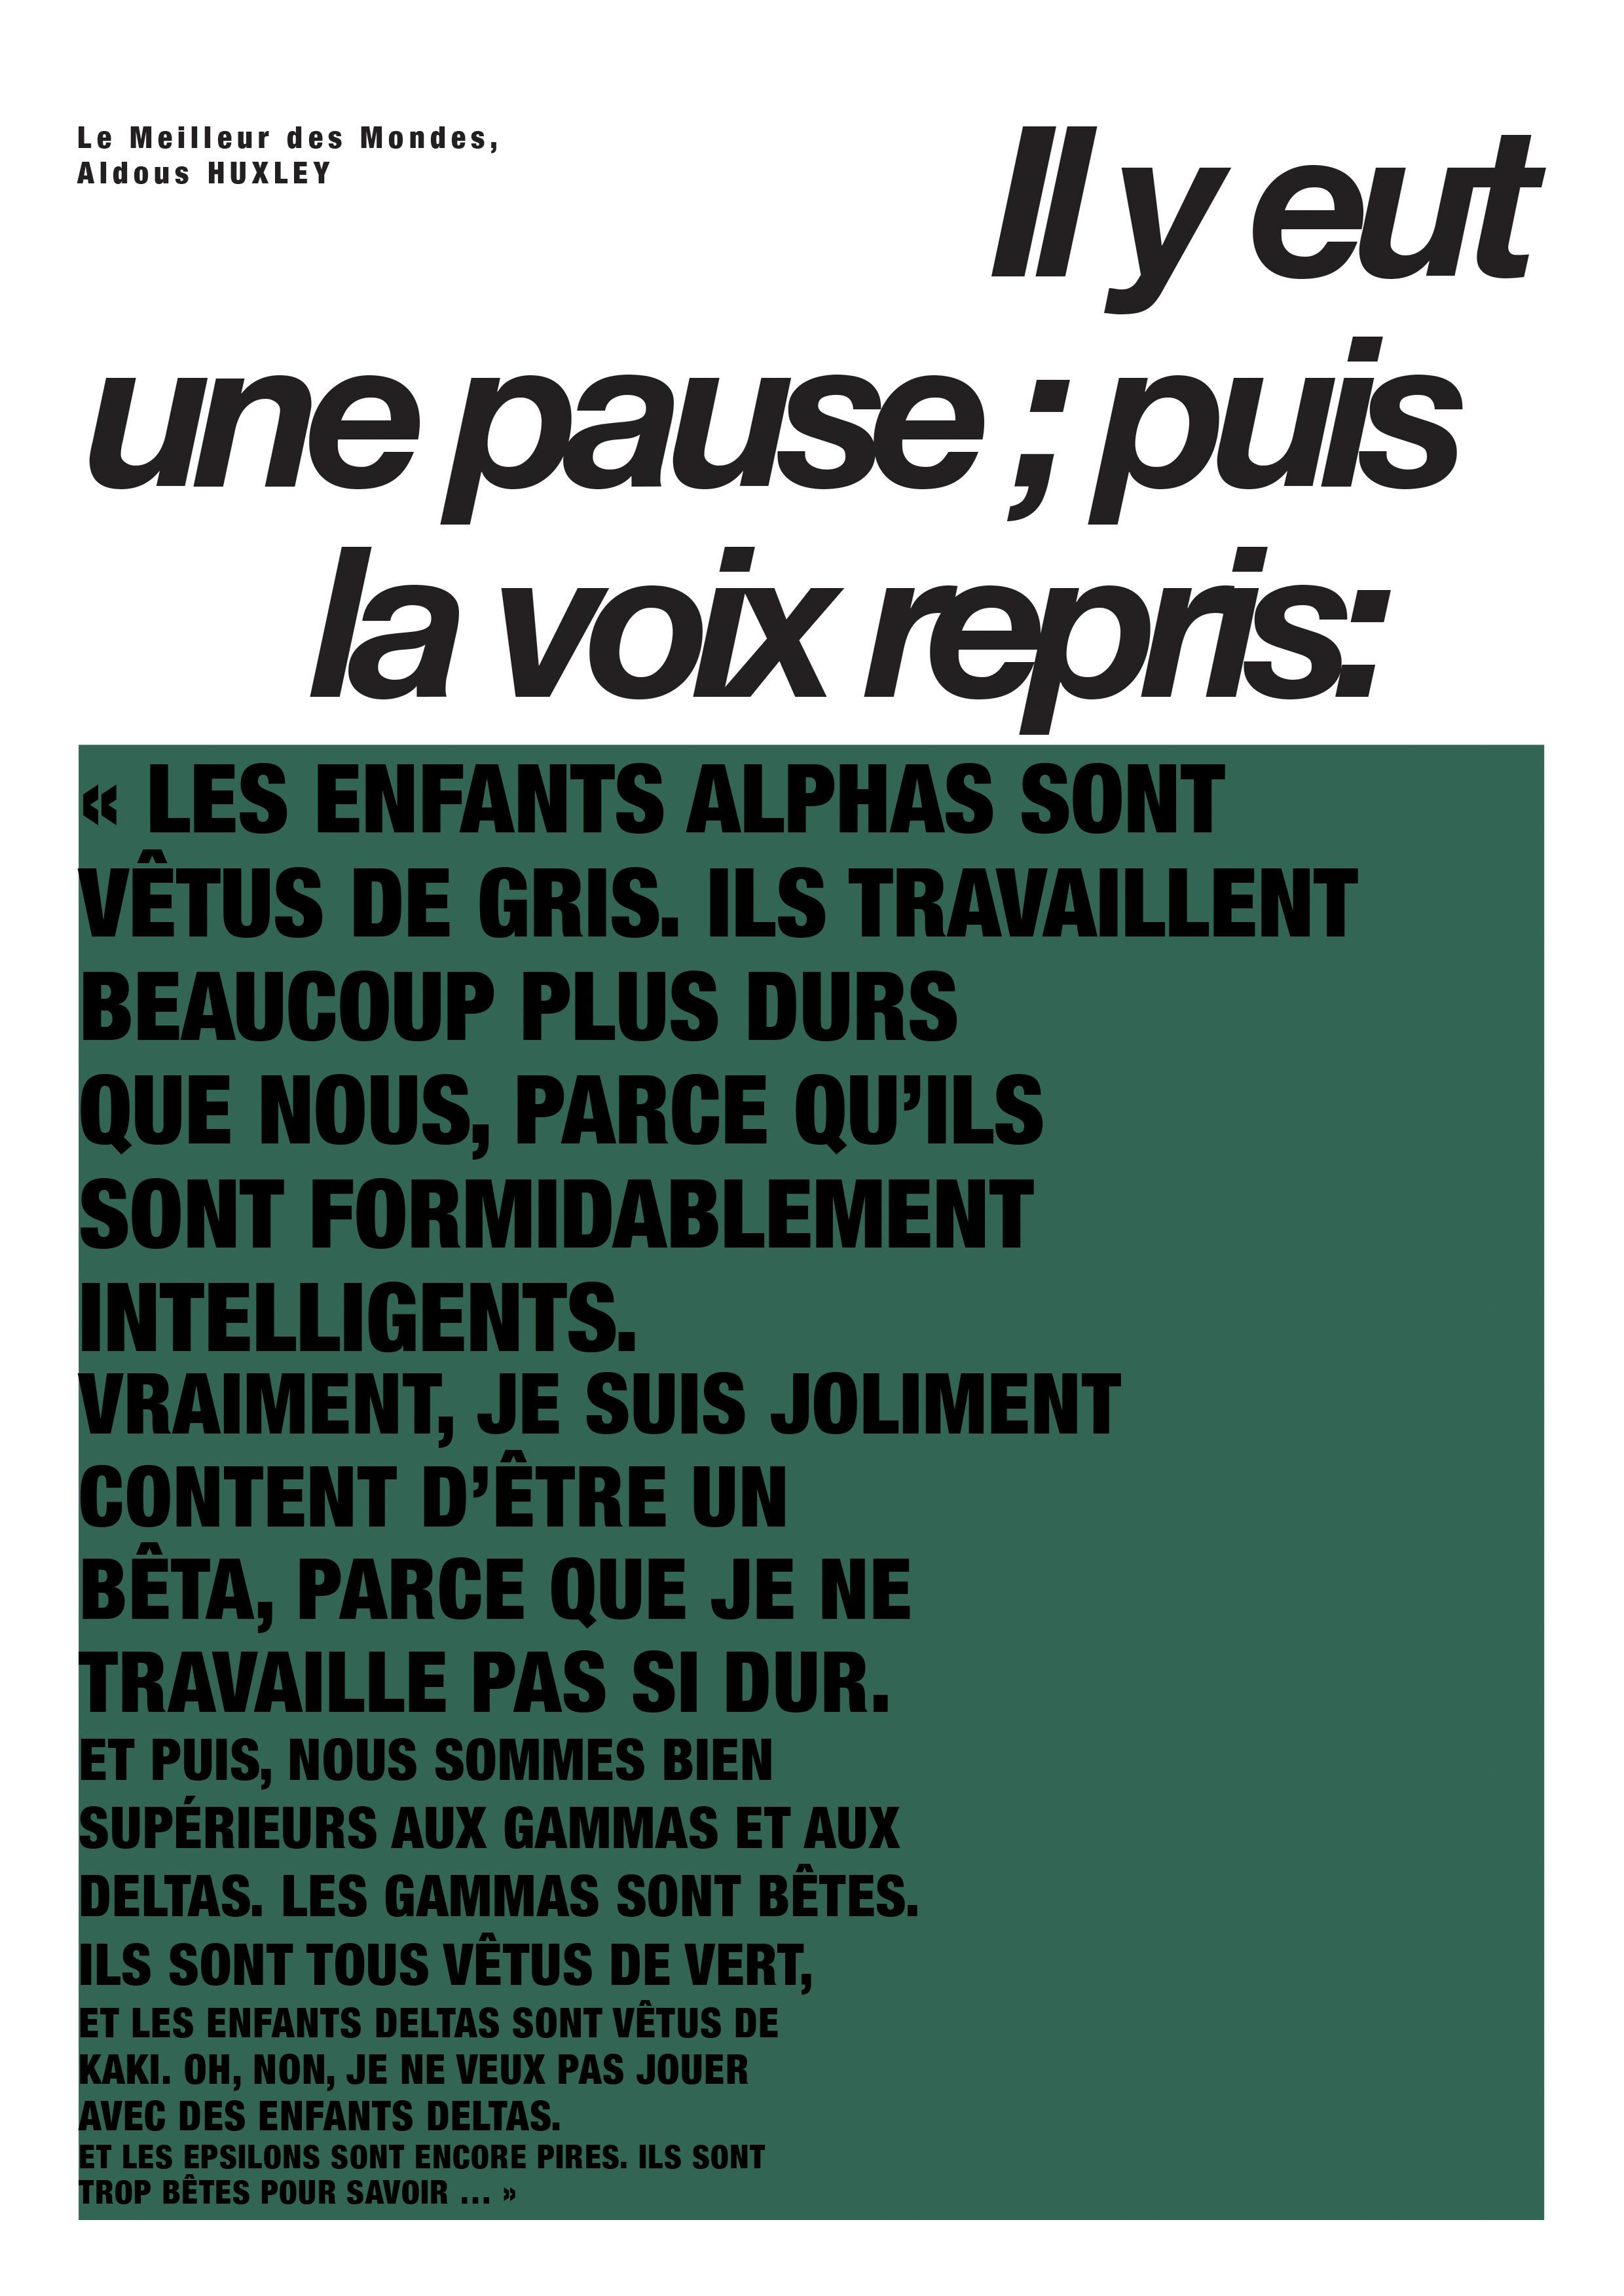 Le Meilleur des Mondes,
Aldous HUXLEY
Il y eut
une pause ; puis
la voix repris:
« LES ENFANTS ALPHAS SONT
VÊTUS DE GRIS. ILS TRAVAILLENT
BEAUCOUP PLUS DURS
QUE NOUS, PARCE QU’ILS
SONT FORMIDABLEMENT
INTELLIGENTS.
VRAIMENT, JE SUIS JOLIMENT
CONTENT D’ÊTRE UN
BÊTA, PARCE QUE JE NE
TRAVAILLE PAS SI DUR.
ET PUIS, NOUS SOMMES BIEN
SUPÉRIEURS AUX GAMMAS ET AUX
DELTAS. LES GAMMAS SONT BÊTES.
ILS SONT TOUS VÊTUS DE VERT,
ET LES ENFANTS DELTAS SONT VÊTUS DE
KAKI. OH, NON, JE NE VEUX PAS JOUER
AVEC DES ENFANTS DELTAS.
ET LES EPSILONS SONT ENCORE PIRES. ILS SONT
TROP BÊTES POUR SAVOIR … »